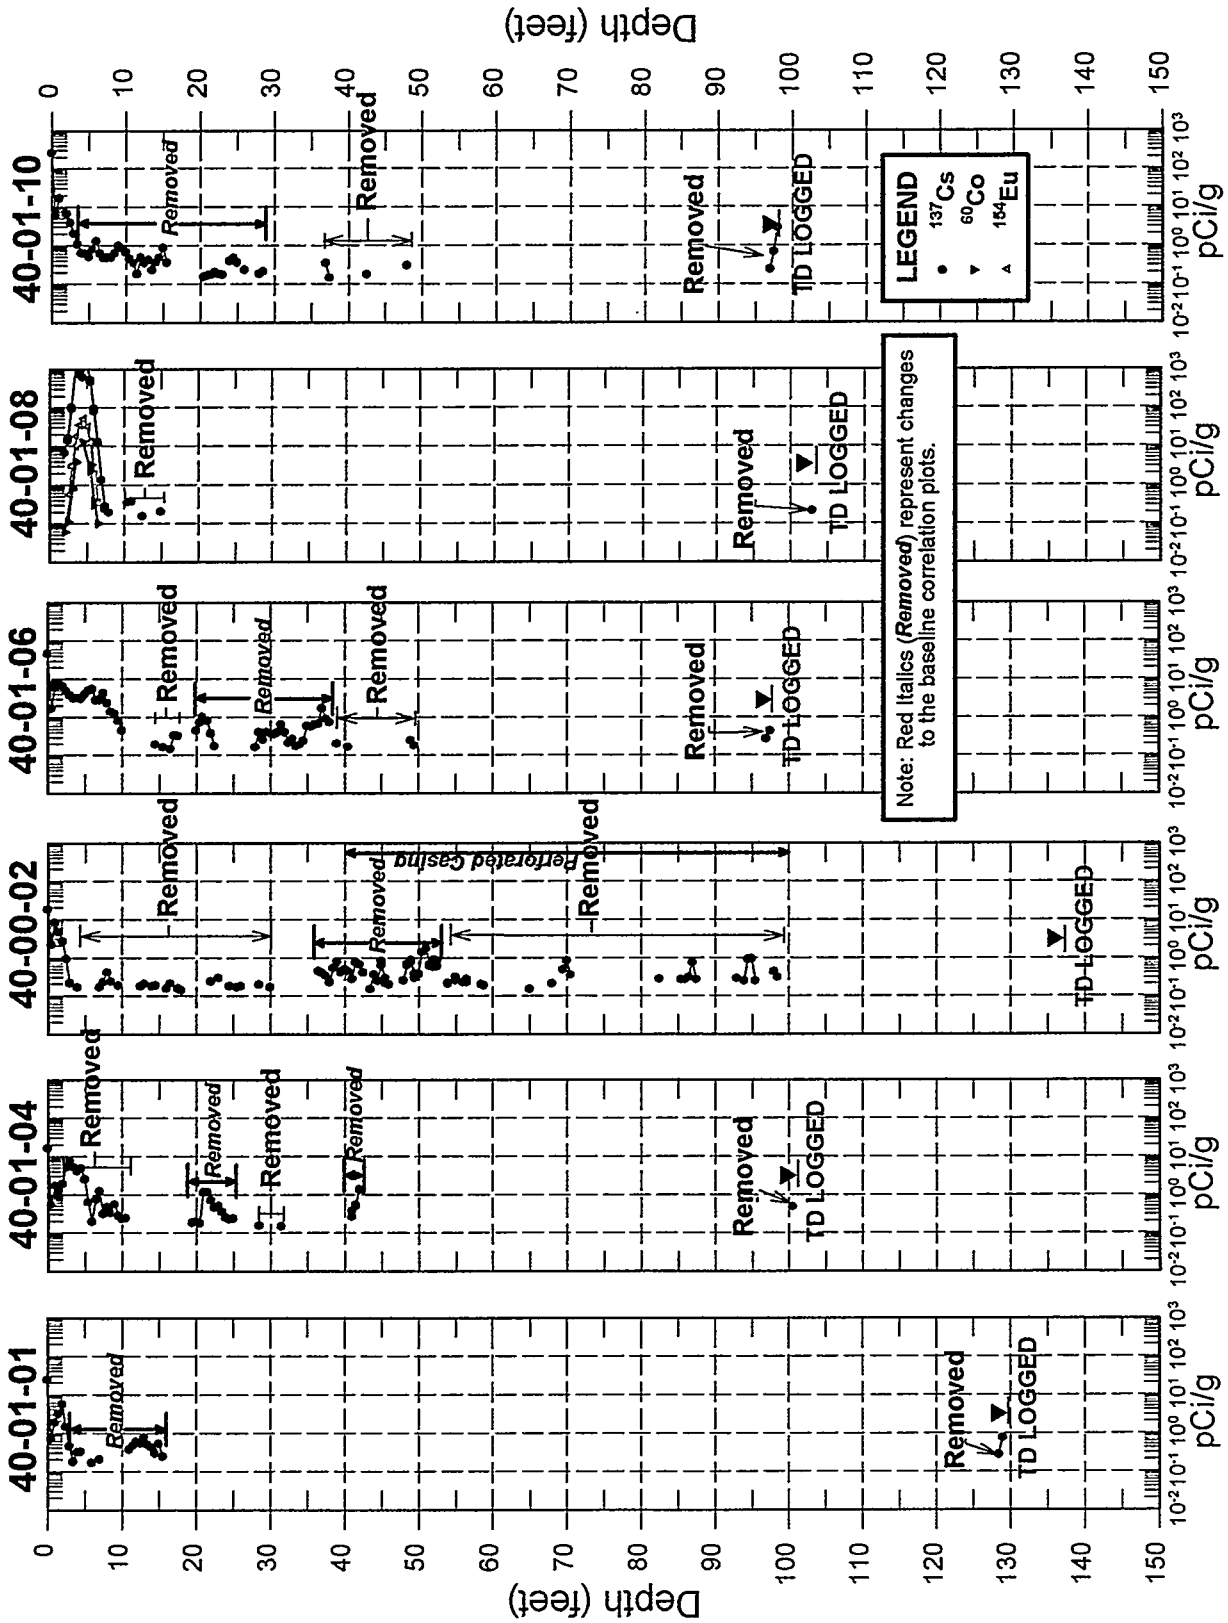 40-01-01
40-01-04
40-00-02
40-01-06
40-01-08
40-01-10
Depth (feet)
0
10
20
30
40
50
60
70
80
90
100
110
120
130
140
150
Removed
Removed
TD LOGGED
10⁻² 10⁻¹ 10⁰ 10¹ 10² 10³
pCi/g
Removed
Removed
Removed
Removed
Removed
TD LOGGED
10⁻² 10⁻¹ 10⁰ 10¹ 10² 10³
pCi/g
Removed
Removed
Perforated Casing
Removed
TD LOGGED
10⁻² 10⁻¹ 10⁰ 10¹ 10² 10³
pCi/g
Removed
Removed
Removed
Removed
TD LOGGED
10⁻² 10⁻¹ 10⁰ 10¹ 10² 10³
pCi/g
Removed
Removed
TD LOGGED
10⁻² 10⁻¹ 10⁰ 10¹ 10² 10³
pCi/g
Removed
Removed
Removed
TD LOGGED
10⁻² 10⁻¹ 10⁰ 10¹ 10² 10³
pCi/g
Note: Red Italics (Removed) represent changes
to the baseline correlation plots.
LEGEND
¹³⁷Cs
⁶⁰Co
¹⁵⁴Eu
0
10
20
30
40
50
60
70
80
90
100
110
120
130
140
150
Depth (feet)